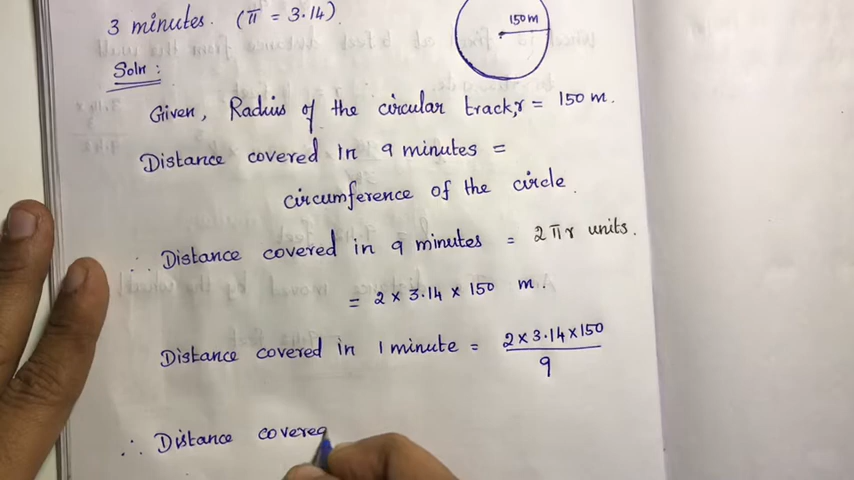 3 minutes. (π = 3.14).
150 m
Soln :
Given, Radius of the circular track, r = 150 m.
Distance covered in 9 minutes =
circumference of the circle.
∴ Distance covered in 9 minutes = 2πr units.
= 2 × 3.14 × 150 m.
Distance covered in 1 minute = 2 × 3.14 × 150
9
∴ Distance covered